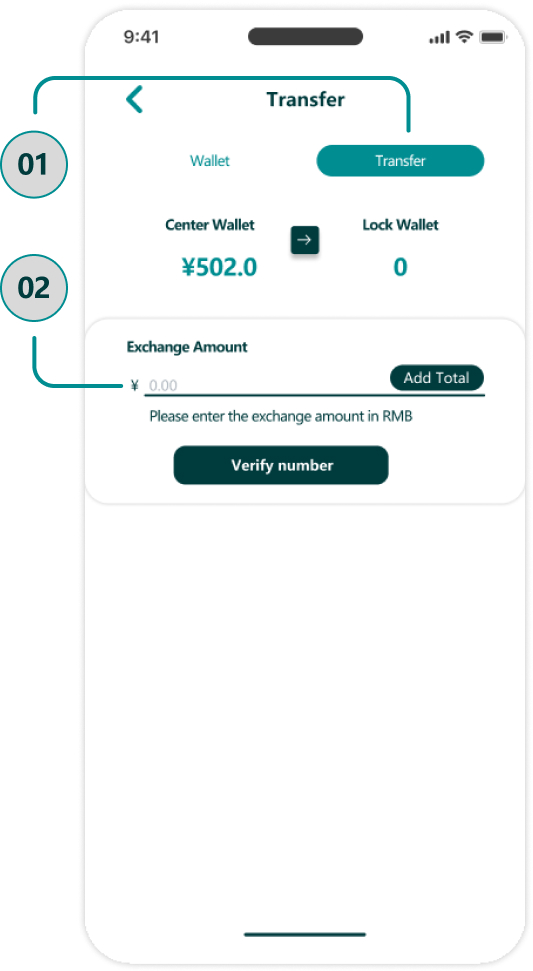 9:41
Transfer
01
Wallet
Transfer
Center Wallet
Lock Wallet
¥502.0
0
02
Exchange Amount
¥ 0.00
Add Total
Please enter the exchange amount in RMB
Verify number